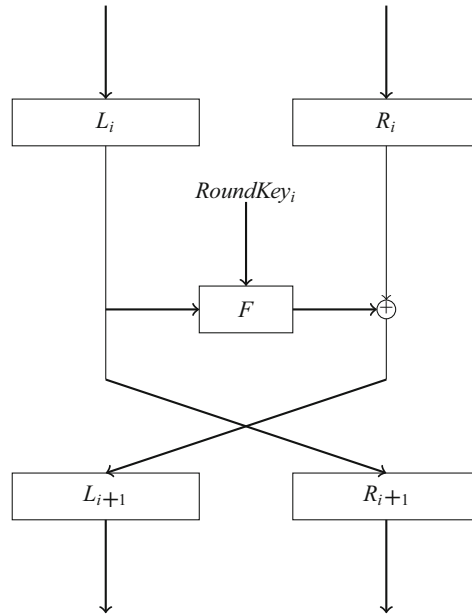 L_i R_i
RoundKey_i
F +
L_{i+1} R_{i+1}